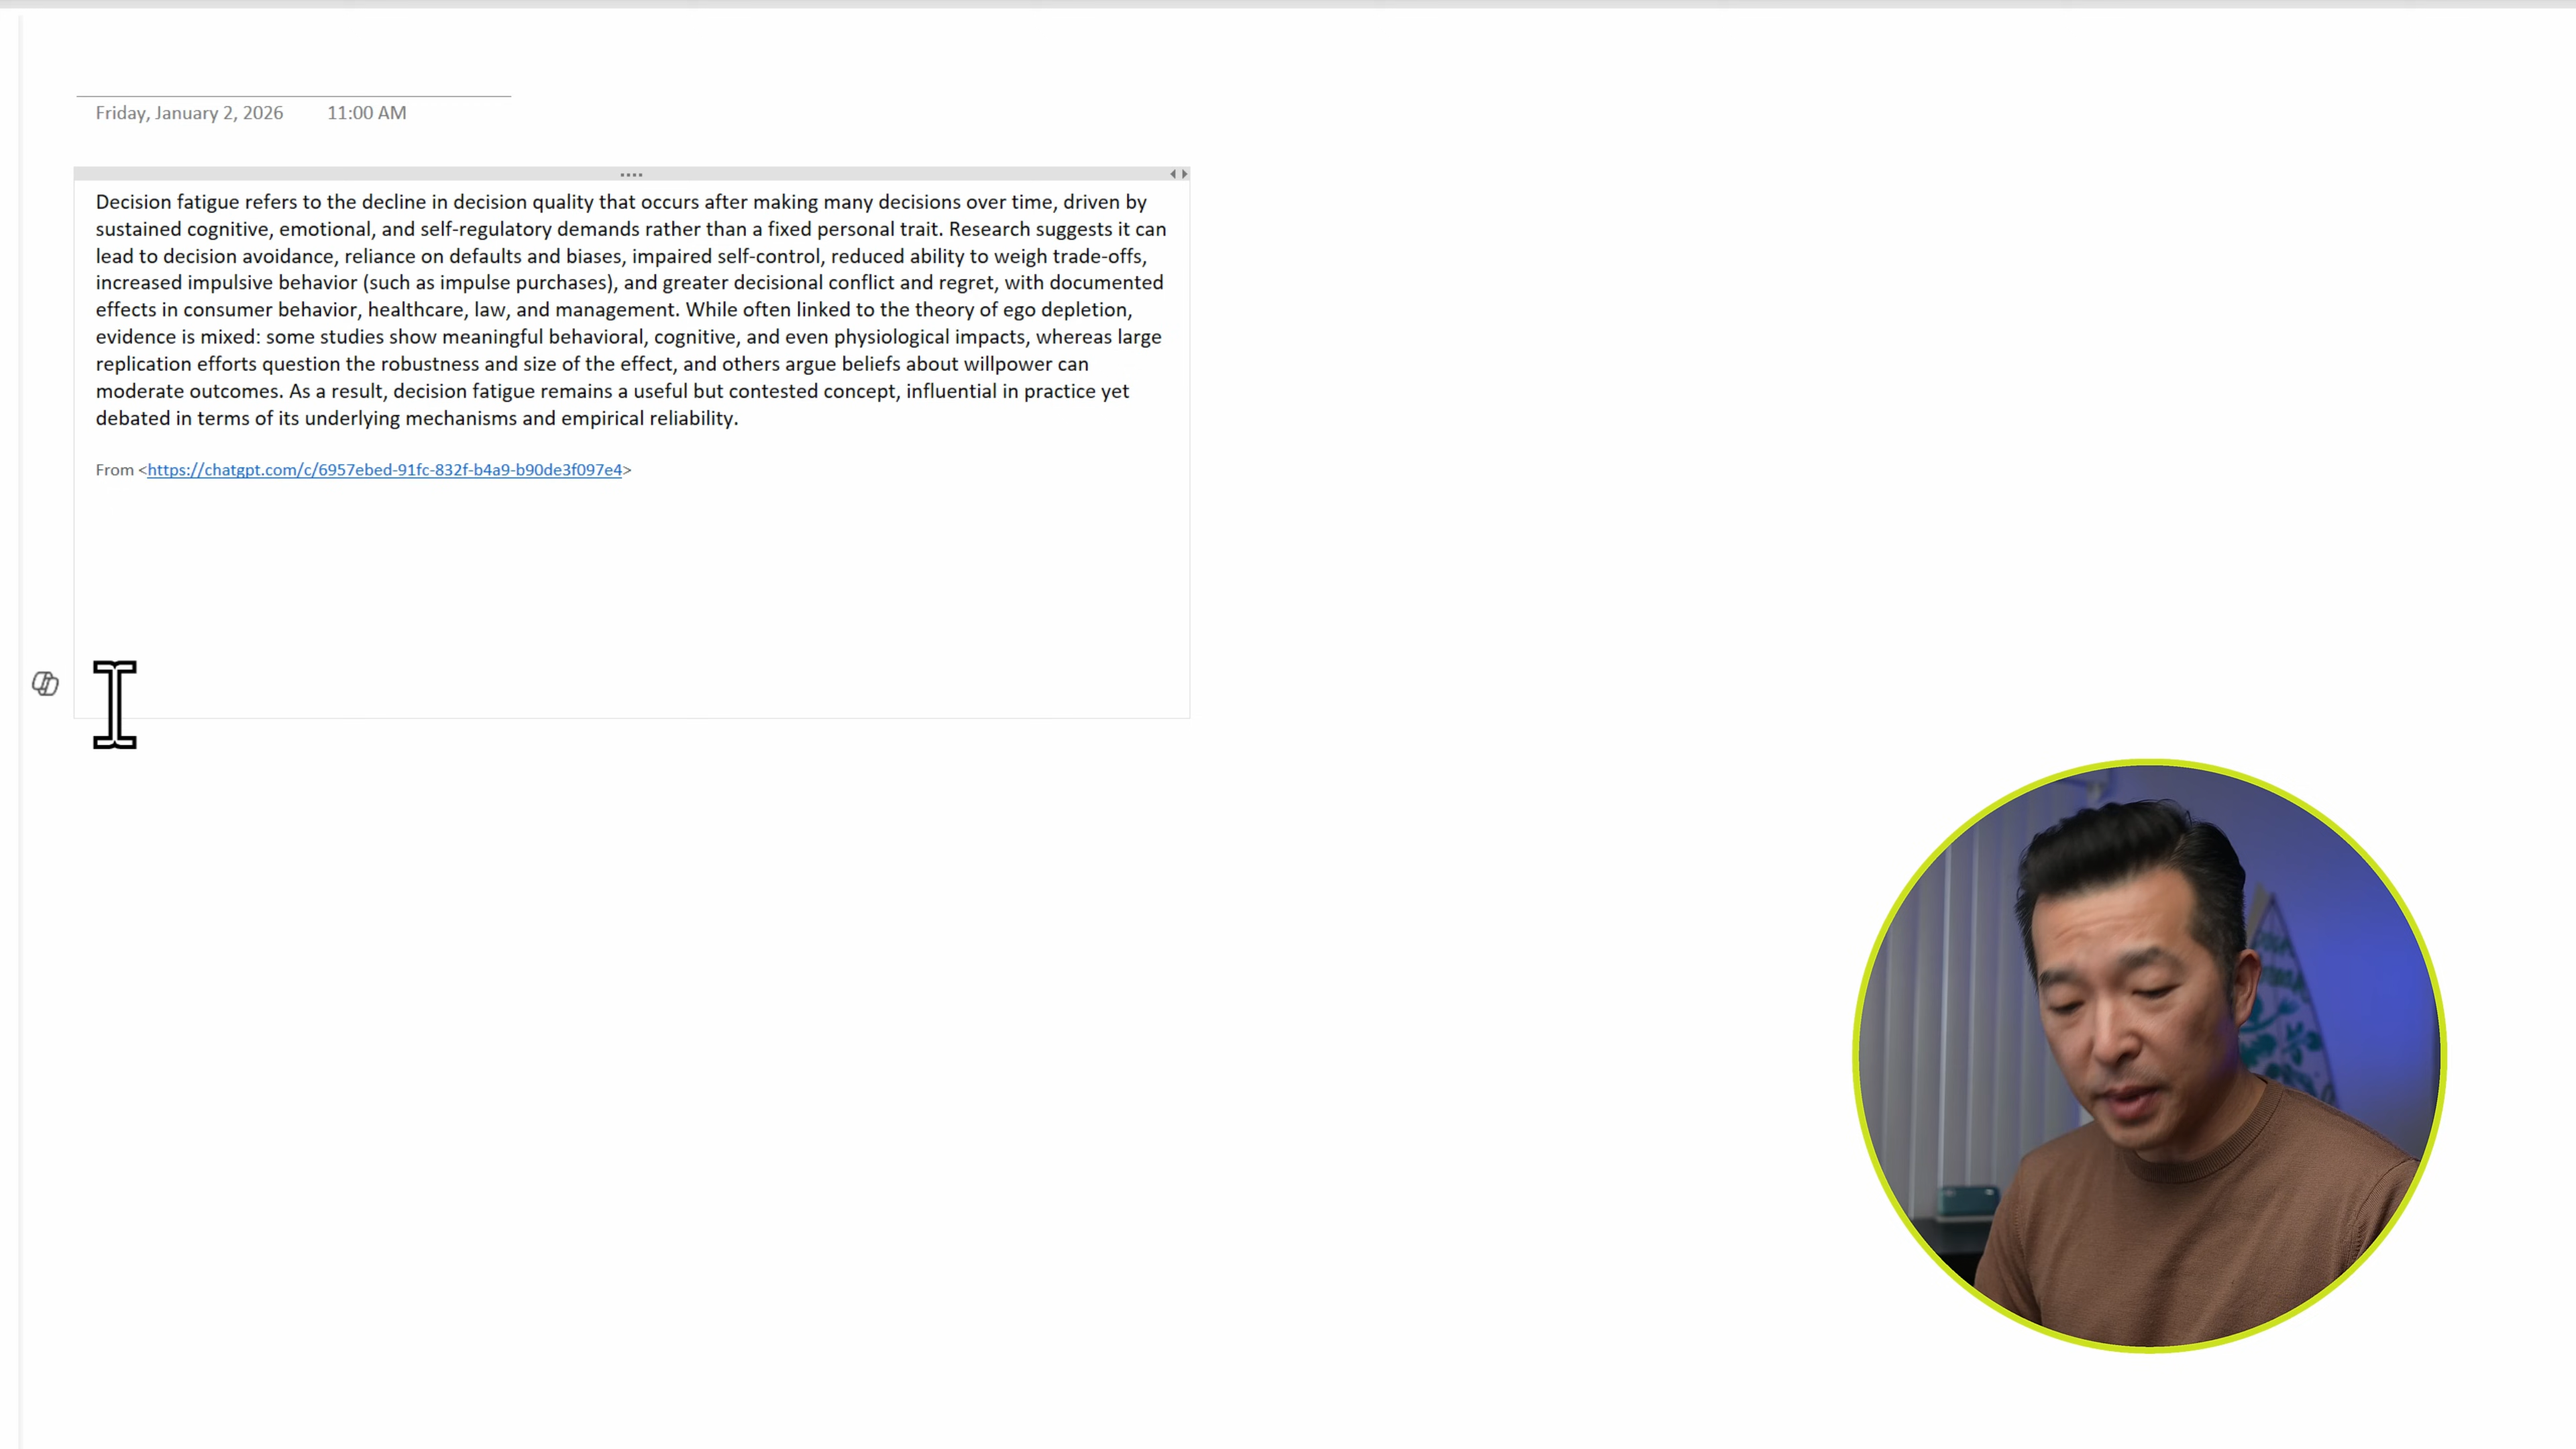 Friday, January 2, 2026 11:00 AM
Decision fatigue refers to the decline in decision quality that occurs after making many decisions over time, driven by
sustained cognitive, emotional, and self-regulatory demands rather than a fixed personal trait. Research suggests it can
lead to decision avoidance, reliance on defaults and biases, impaired self-control, reduced ability to weigh trade-offs,
increased impulsive behavior (such as impulse purchases), and greater decisional conflict and regret, with documented
effects in consumer behavior, healthcare, law, and management. While often linked to the theory of ego depletion,
evidence is mixed: some studies show meaningful behavioral, cognitive, and even physiological impacts, whereas large
replication efforts question the robustness and size of the effect, and others argue beliefs about willpower can
moderate outcomes. As a result, decision fatigue remains a useful but contested concept, influential in practice yet
debated in terms of its underlying mechanisms and empirical reliability.
From <https://chatgpt.com/c/6957ebed-91fc-832f-b4a9-b90de3f097e4>